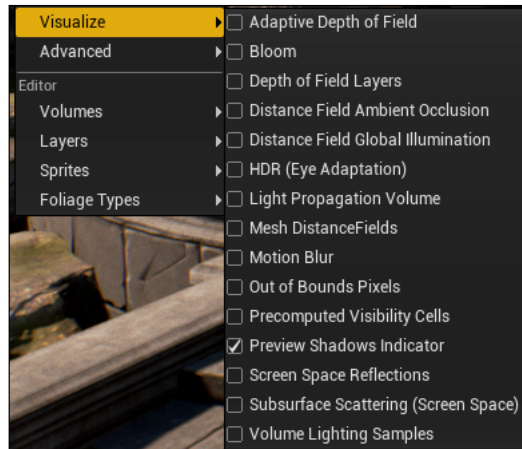 Visualize
Advanced
Editor
Volumes
Layers
Sprites
Foliage Types
Adaptive Depth of Field
Bloom
Depth of Field Layers
Distance Field Ambient Occlusion
Distance Field Global Illumination
HDR (Eye Adaptation)
Light Propagation Volume
Mesh DistanceFields
Motion Blur
Out of Bounds Pixels
Precomputed Visibility Cells
Preview Shadows Indicator
Screen Space Reflections
Subsurface Scattering (Screen Space)
Volume Lighting Samples